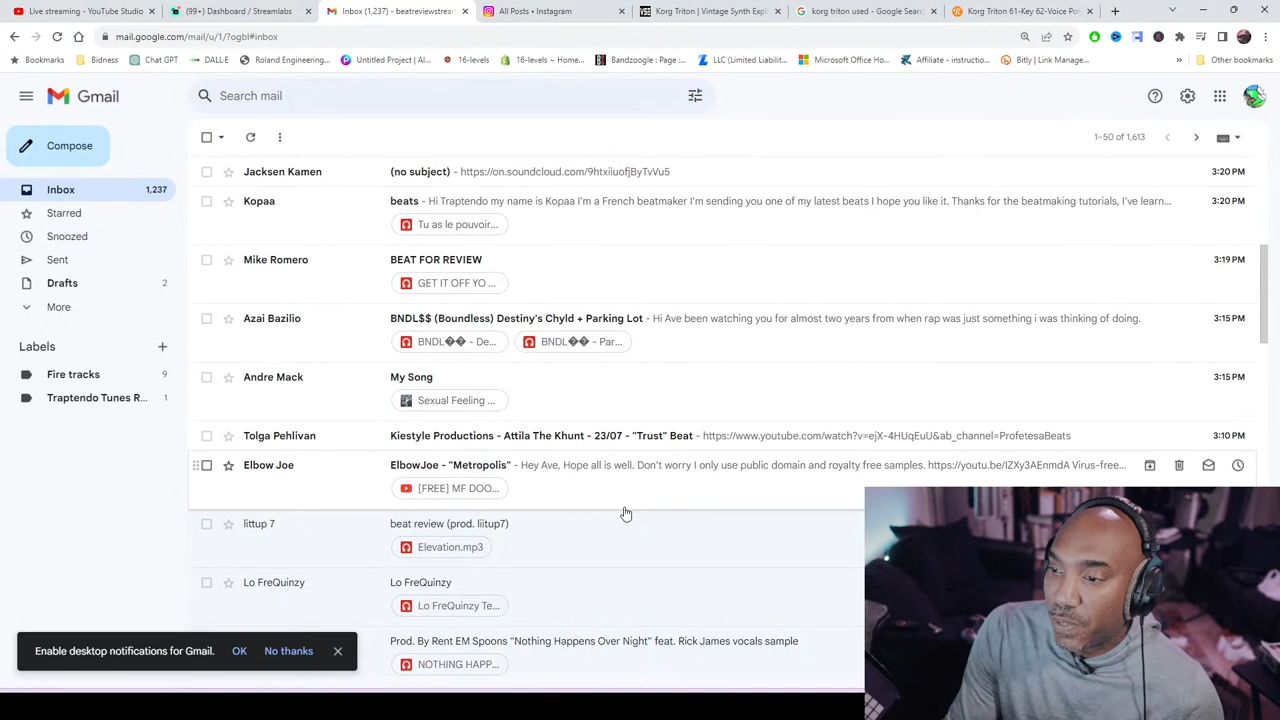 Live streaming - YouTube Studio
(99+) Dashboard / Streamlabs
Inbox (1,237) - beatreviewstream
All Posts • Instagram
Korg Triton | Vintage Synth Expl
korg triton used - Google Searc
Korg Triton 61-Key 62-Voice Pol
mail.google.com/mail/u/1/?ogbl#inbox
Bookmarks
Bidness
Chat GPT
DALL·E
Roland Engineering...
Untitled Project | Al...
16-levels
16-levels ~ Home...
Bandzoogle : Page :...
LLC (Limited Liabilit...
Microsoft Office Ho...
Affiliate - instructio...
Bitly | Link Manage...
»
Other bookmarks
Gmail
Search mail
Compose
1–50 of 1,613
Inbox 1,237
Starred
Snoozed
Sent
Drafts 2
More
Labels +
Fire tracks 9
Traptendo Tunes R... 1
Jacksen Kamen (no subject) - https://on.soundcloud.com/9htxiiuofjByTvVu5 3:20 PM
Kopaa beats - Hi Traptendo my name is Kopaa I'm a French beatmaker I'm sending you one of my latest beats I hope you like it. Thanks for the beatmaking tutorials, I've learn... 3:20 PM
Tu as le pouvoir...
Mike Romero BEAT FOR REVIEW 3:19 PM
GET IT OFF YO ...
Azai Bazilio BNDL$$ (Boundless) Destiny's Chyld + Parking Lot - Hi Ave been watching you for almost two years from when rap was just something i was thinking of doing. 3:15 PM
BNDL�� - De... BNDL�� - Par...
Andre Mack My Song 3:15 PM
Sexual Feeling ...
Tolga Pehlivan Kiestyle Productions - Attila The Khunt - 23/07 - "Trust" Beat - https://www.youtube.com/watch?v=ejX-4HUqEuU&ab_channel=ProfetesaBeats 3:10 PM
Elbow Joe ElbowJoe - "Metropolis" - Hey Ave, Hope all is well. Don't worry I only use public domain and royalty free samples. https://youtu.be/IZXy3AEnmdA Virus-free...
[FREE] MF DOO...
littup 7 beat review (prod. liitup7)
Elevation.mp3
Lo FreQuinzy Lo FreQuinzy
Lo FreQuinzy Te...
Prod. By Rent EM Spoons "Nothing Happens Over Night" feat. Rick James vocals sample
NOTHING HAPP...
Enable desktop notifications for Gmail. OK No thanks